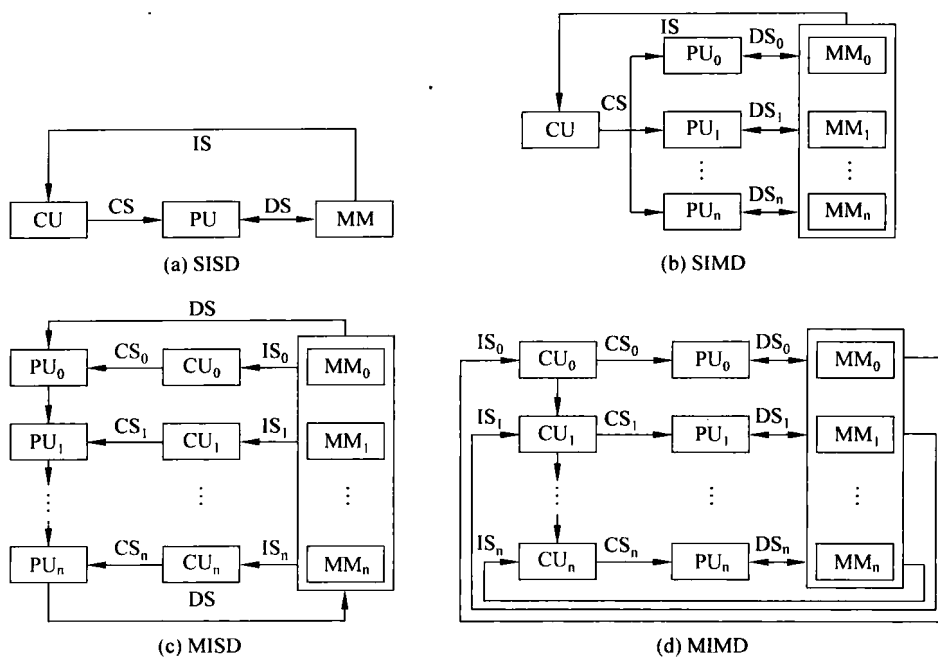 IS
CU
CS
PU
DS
MM
(a) SISD
IS
CU
CS
PU₀
DS₀
MM₀
PU₁
DS₁
MM₁
⋮
⋮
PUₙ
DSₙ
MMₙ
(b) SIMD
DS
PU₀
CS₀
CU₀
IS₀
MM₀
PU₁
CS₁
CU₁
IS₁
MM₁
⋮
⋮
⋮
PUₙ
CSₙ
CUₙ
ISₙ
MMₙ
DS
(c) MISD
IS₀
CU₀
CS₀
PU₀
DS₀
MM₀
IS₁
CU₁
CS₁
PU₁
DS₁
MM₁
⋮
⋮
⋮
ISₙ
CUₙ
CSₙ
PUₙ
DSₙ
MMₙ
(d) MIMD